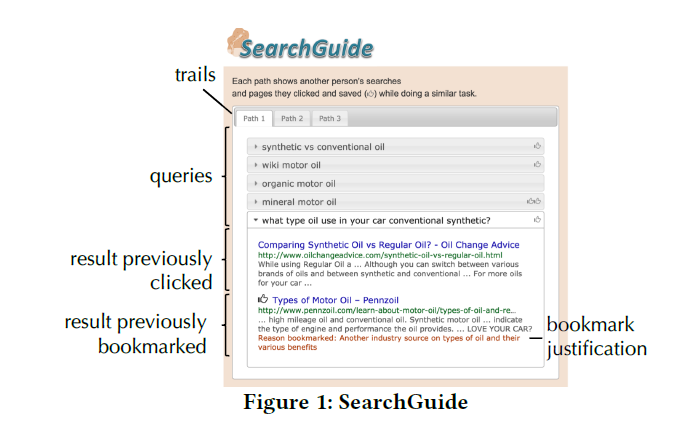 SearchGuide
trails
Each path shows another person's searches
and pages they clicked and saved (👍) while doing a similar task.
Path 1 Path 2 Path 3
queries
synthetic vs conventional oil
wiki motor oil
organic motor oil
mineral motor oil
what type oil use in your car conventional synthetic?
result previously
clicked
Comparing Synthetic Oil vs Regular Oil? - Oil Change Advice
http://www.oilchangeadvice.com/synthetic-oil-vs-regular-oil.html
While using Regular Oil a ... Although you can switch between various
brands of oils and between synthetic and conventional ... For more oils
for your car ...
result previously
bookmarked
Types of Motor Oil – Pennzoil
http://www.pennzoil.com/learn-about-motor-oil/types-of-oil-and-re...
... high mileage oil and conventional oil. Synthetic motor oil ... indicate
the type of engine and performance the oil provides. ... LOVE YOUR CAR?
Reason bookmarked: Another industry source on types of oil and their
various benefits
bookmark
justification
Figure 1: SearchGuide